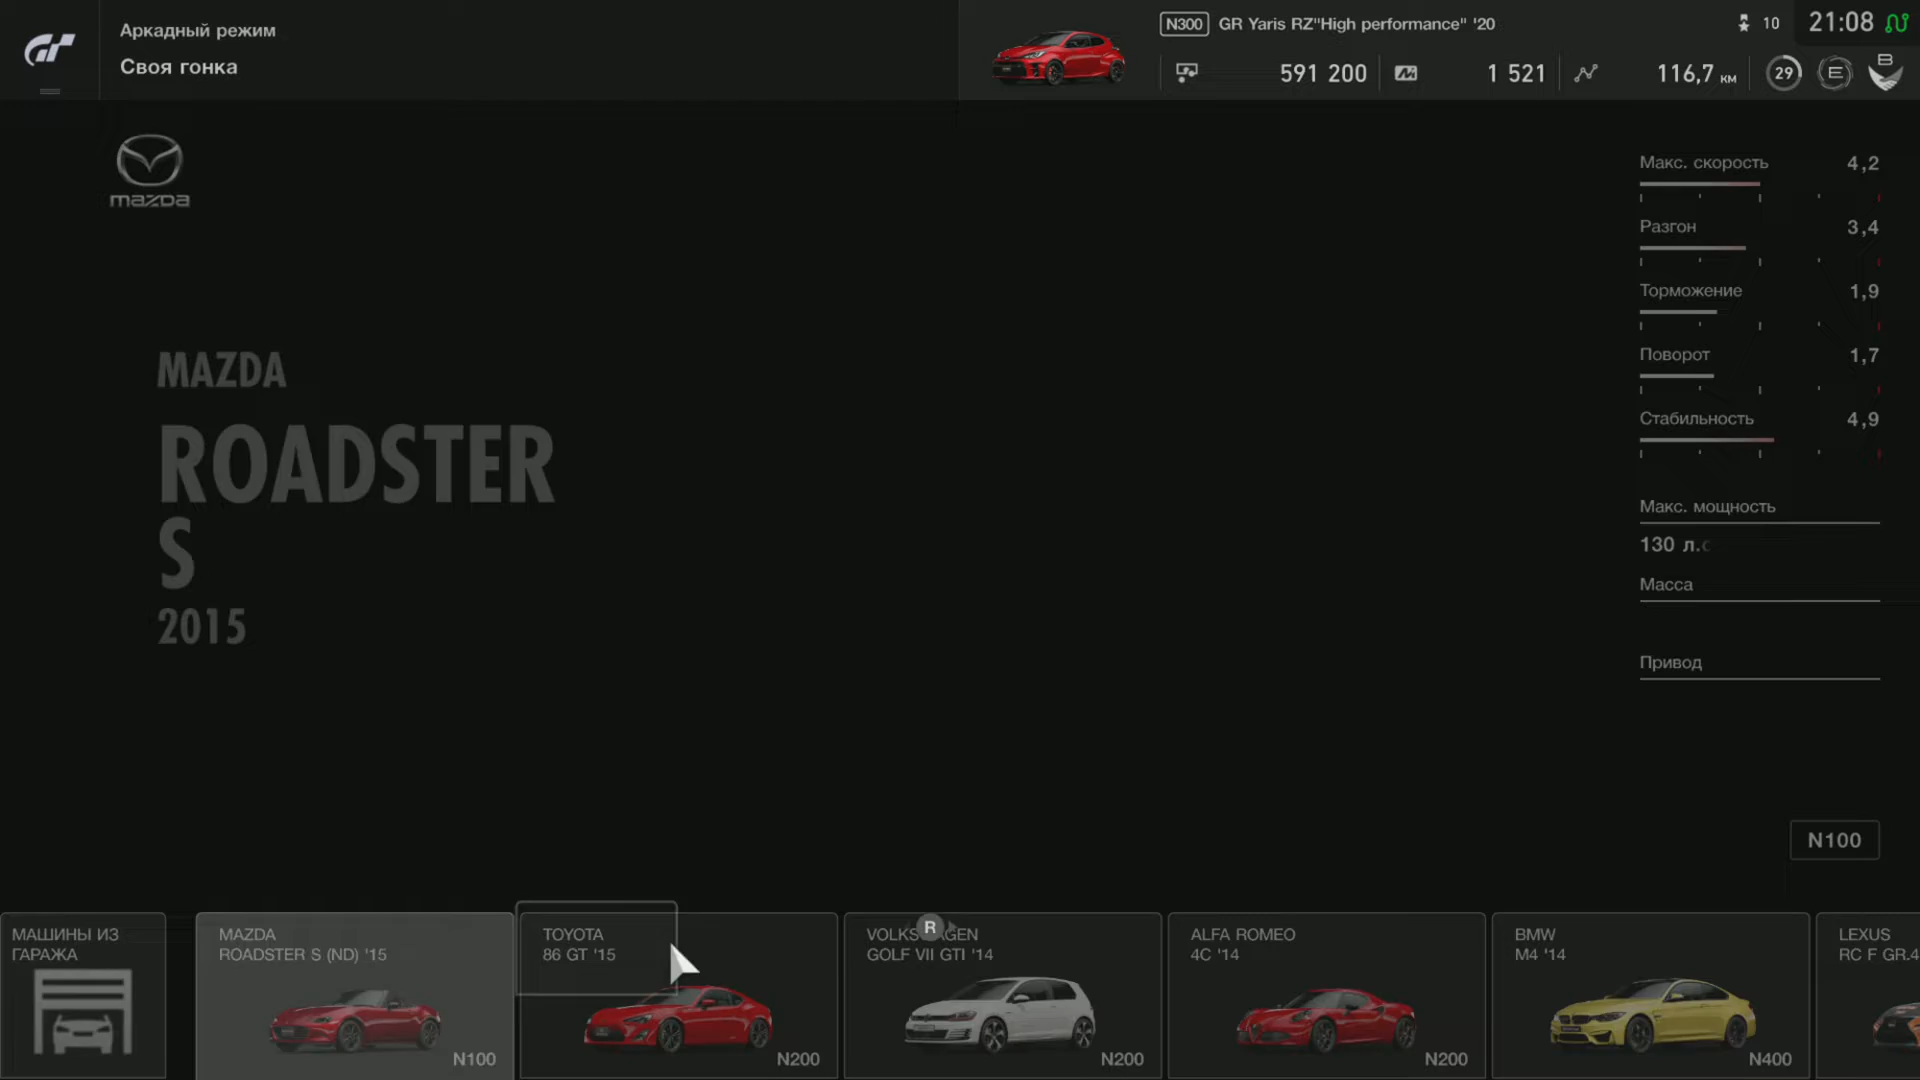 Аркадный режим
Своя гонка
N300 GR Yaris RZ"High performance" '20
10
21:08
591 200
1 521
116,7 км
29
E
B
mazda
MAZDA
ROADSTER
S
2015
Макс. скорость 4,2
Разгон 3,4
Торможение 1,9
Поворот 1,7
Стабильность 4,9
Макс. мощность
130 л.с
Масса
Привод
N100
МАШИНЫ ИЗ
ГАРАЖА
MAZDA
ROADSTER S (ND) '15
N100
TOYOTA
86 GT '15
N200
R
VOLKSWAGEN
GOLF VII GTI '14
N200
ALFA ROMEO
4C '14
N200
BMW
M4 '14
N400
LEXUS
RC F GR.4